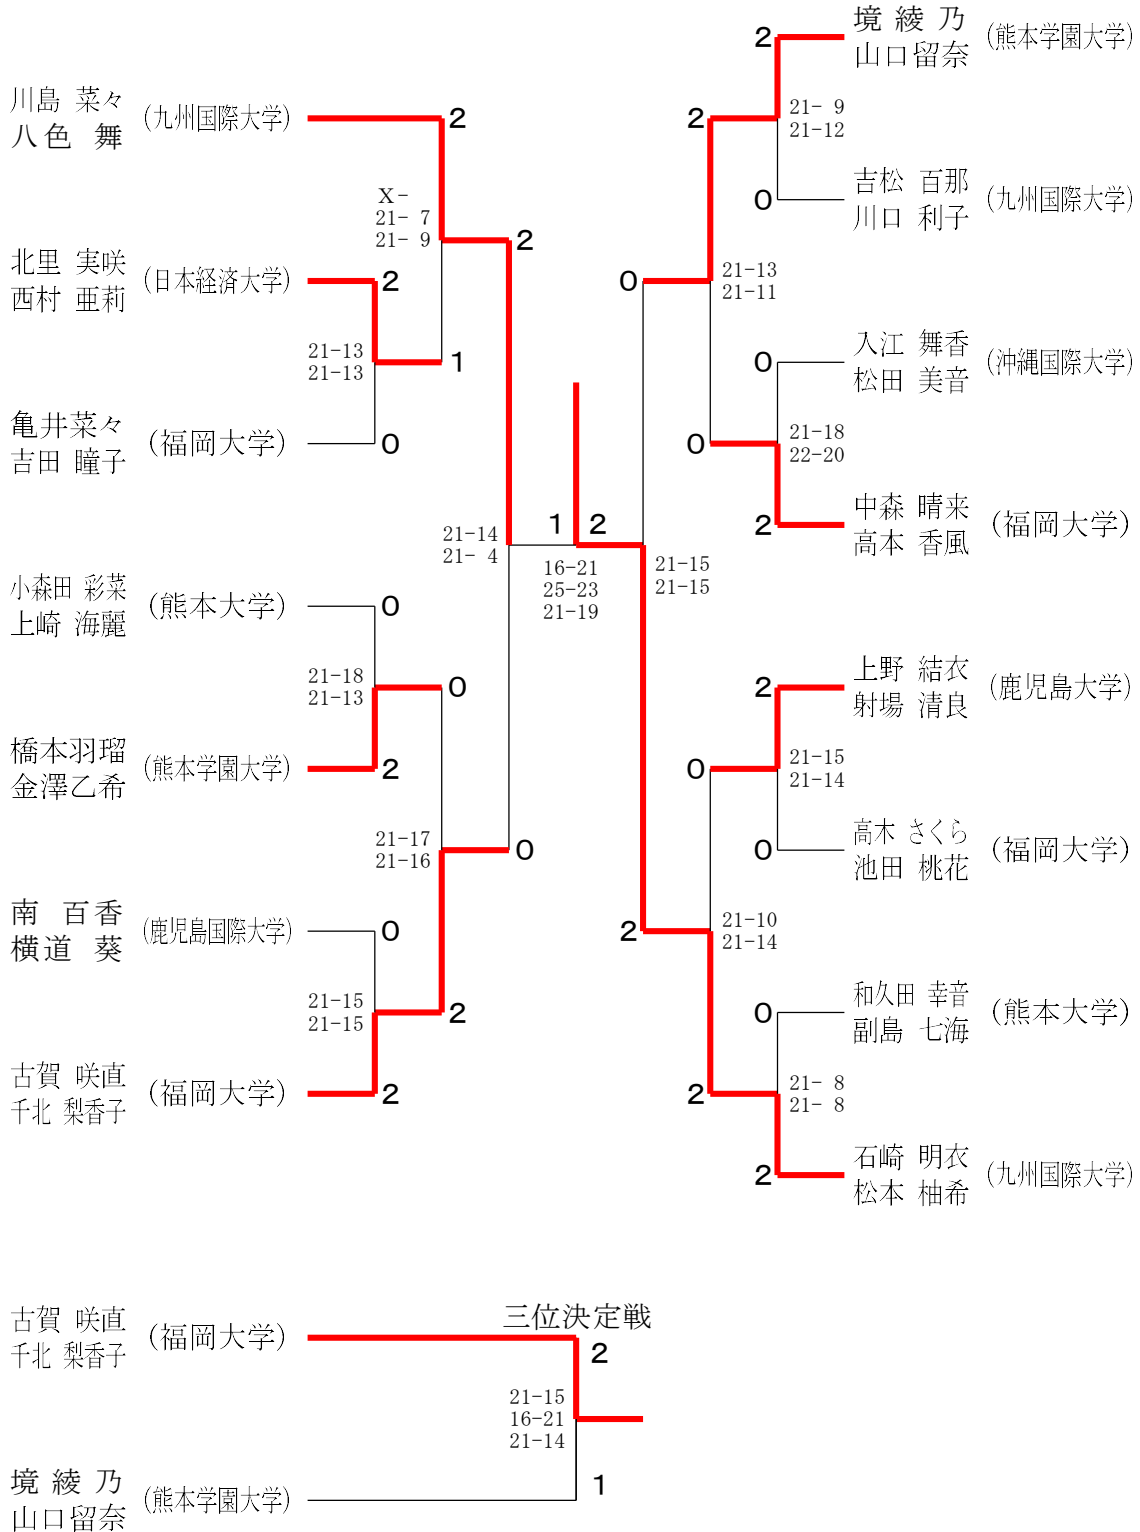 川島 菜々
八色 舞
(九州国際大学)
2
X-
21- 7
21- 9
2
北里 実咲
西村 亜莉
(日本経済大学)
2
21-13
21-13
1
亀井菜々
吉田 瞳子
(福岡大学)
0
21-14
21- 4
小森田 彩菜
上崎 海麗
(熊本大学)
0
21-18
21-13
0
橋本羽瑠
金澤乙希
(熊本学園大学)
2
21-17
21-16
0
南 百香
横道 葵
(鹿児島国際大学)
0
21-15
21-15
2
古賀 咲直
千北 梨香子
(福岡大学)
2
1 2
16-21
25-23
21-19
境 綾 乃
山口留奈
(熊本学園大学)
2
21- 9
21-12
2
吉松 百那
川口 利子
(九州国際大学)
0
0
21-13
21-11
入江 舞香
松田 美音
(沖縄国際大学)
0
21-18
22-20
0
中森 晴来
高本 香風
(福岡大学)
2
21-15
21-15
上野 結衣
射場 清良
(鹿児島大学)
2
21-15
21-14
0
高木 さくら
池田 桃花
(福岡大学)
0
2
21-10
21-14
和久田 幸音
副島 七海
(熊本大学)
0
21- 8
21- 8
2
石崎 明衣
松本 柚希
(九州国際大学)
2
三位決定戦
古賀 咲直
千北 梨香子
(福岡大学)
2
21-15
16-21
21-14
境 綾 乃
山口留奈
(熊本学園大学)
1